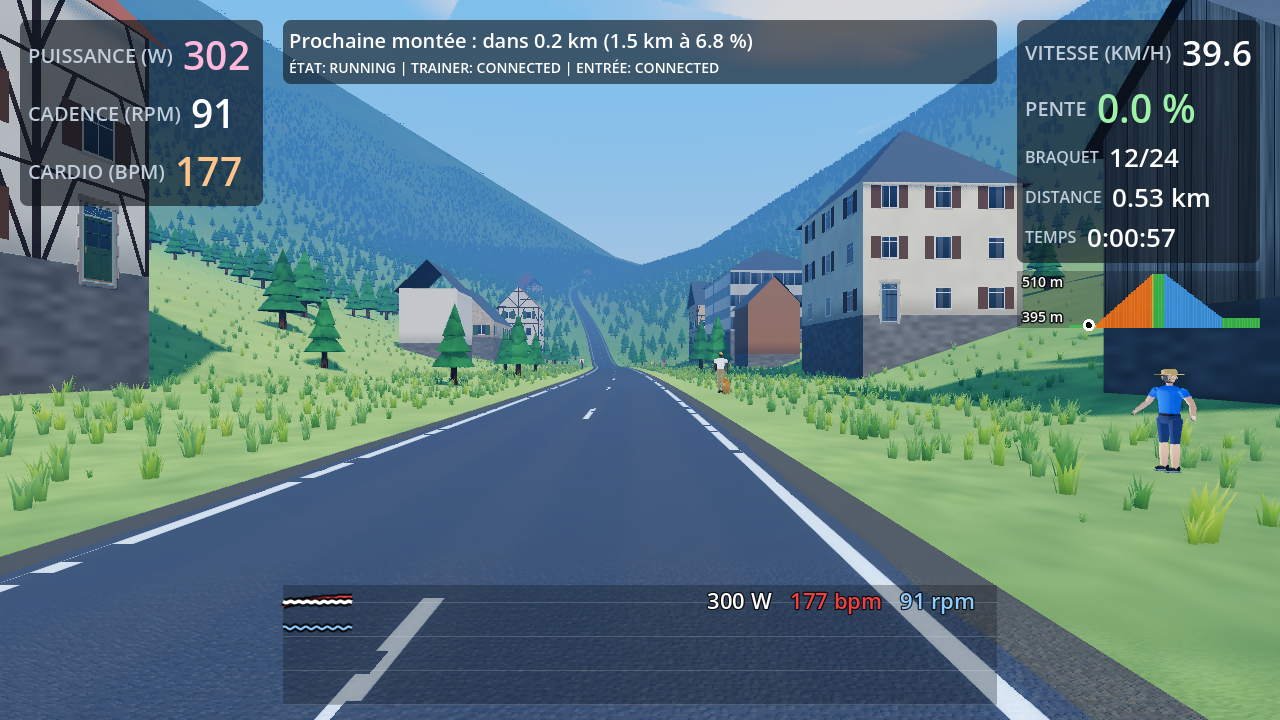 PUISSANCE (W) 302
CADENCE (RPM) 91
CARDIO (BPM) 177
Prochaine montée : dans 0.2 km (1.5 km à 6.8 %)
ÉTAT: RUNNING | TRAINER: CONNECTED | ENTRÉE: CONNECTED
VITESSE (KM/H) 39.6
PENTE 0.0 %
BRAQUET 12/24
DISTANCE 0.53 km
TEMPS 0:00:57
510 m
395 m
300 W 177 bpm 91 rpm